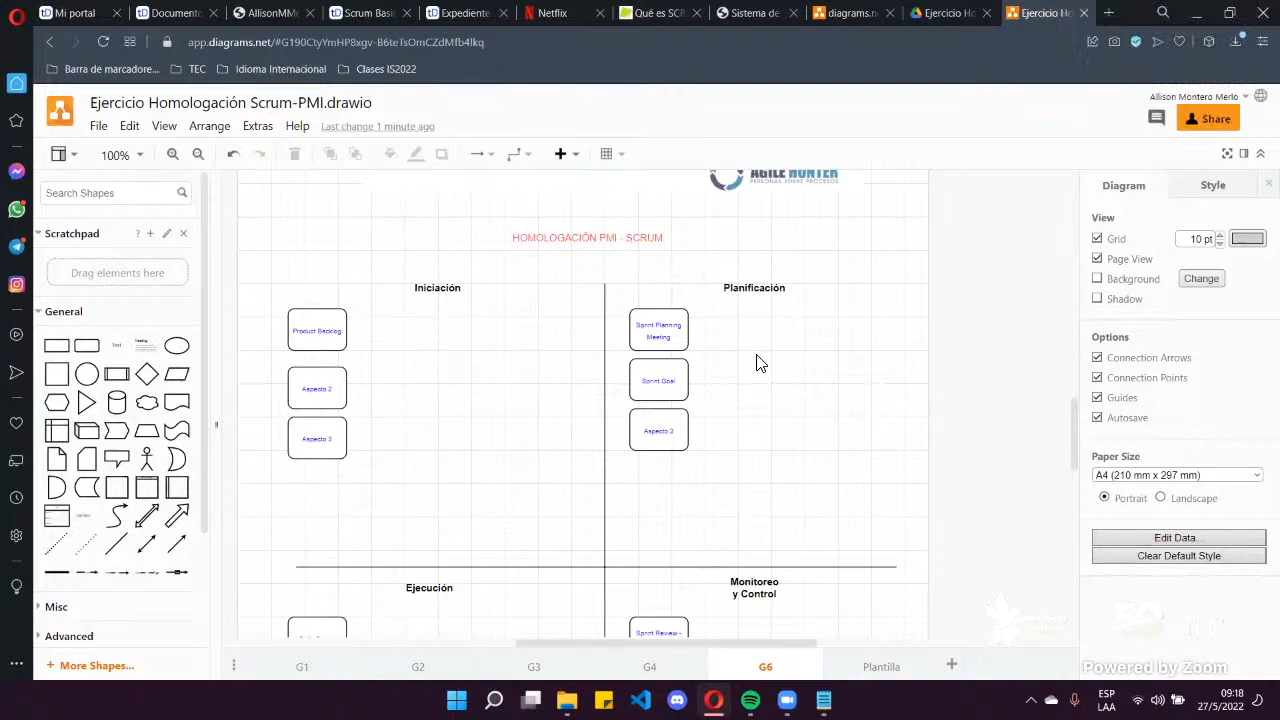 Mi portal
Documento
AllisonMM
Scrum Basi
Expediente
Netflix
Qué es SCR
Sistema de
diagrams.ne
Ejercicio Ho
Ejercicio Ho
app.diagrams.net/#G190CtyYmHP8xgv-B6teTsOmCZdMfb4lkq
Barra de marcadore...
TEC
Idioma Internacional
Clases IS2022
Ejercicio Homologación Scrum-PMI.drawio
Allison Montero Merlo
File
Edit
View
Arrange
Extras
Help
Last change 1 minute ago
Share
100%
Search Shapes
AGILE HUNTER
PERSONAS SOBRE PROCESOS
Diagram
Style
Scratchpad
Drag elements here
General
Text
Heading
Misc
Advanced
+ More Shapes...
HOMOLOGACIÓN PMI - SCRUM
Iniciación
Planificación
Product Backlog
Aspecto 2
Aspecto 3
Sprint Planning
Meeting
Sprint Goal
Aspecto 3
Ejecución
Monitoreo
y Control
Sprint Review -
View
Grid
10 pt
Page View
Background
Change
Shadow
Options
Connection Arrows
Connection Points
Guides
Autosave
Paper Size
A4 (210 mm x 297 mm)
Portrait
Landscape
Edit Data...
Clear Default Style
G1
G2
G3
G4
G6
Plantilla
Powered by Zoom
ESP
LAA
09:18
27/5/2022